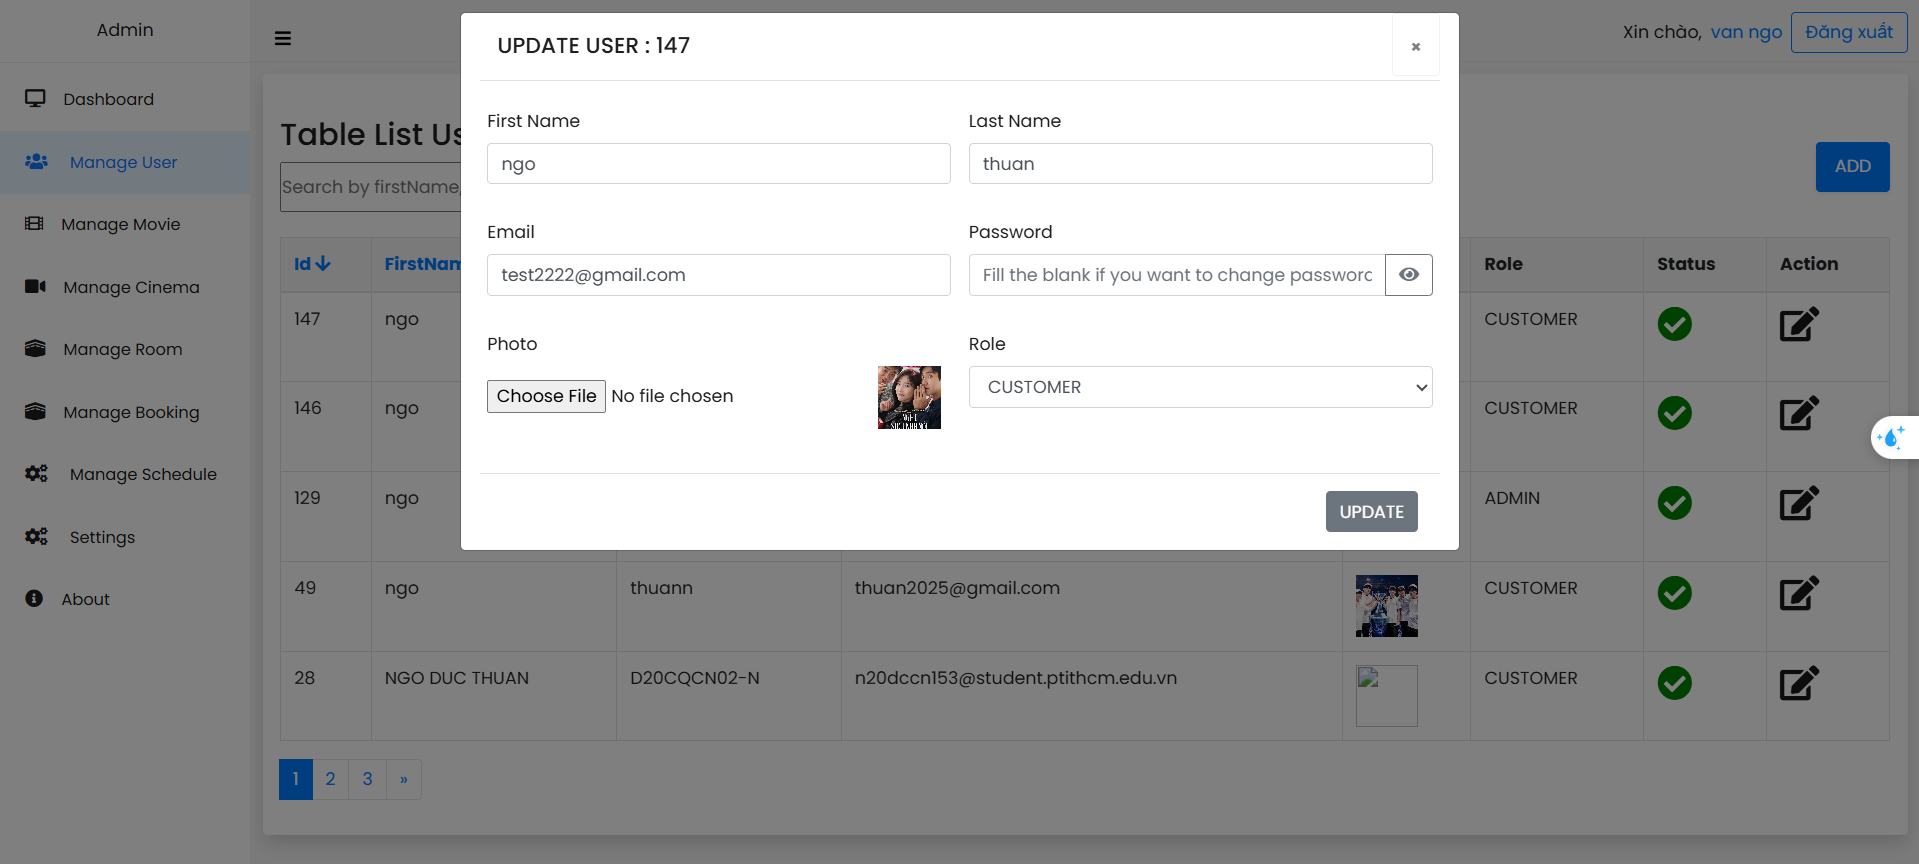 Admin
Dashboard
Manage User
Manage Movie
Manage Cinema
Manage Room
Manage Booking
Manage Schedule
Settings
About
Xin chào, van ngo Đăng xuất
Table List Us
Search by firstName,
ADD
UPDATE USER : 147
×
First Name Last Name
ngo thuan
Email Password
test2222@gmail.com Fill the blank if you want to change password
Photo Role
Choose File No file chosen CUSTOMER
UPDATE
Id FirstNam Role Status Action
147 ngo CUSTOMER
146 ngo CUSTOMER
129 ngo ADMIN
49 ngo thuann thuan2025@gmail.com CUSTOMER
28 NGO DUC THUAN D20CQCN02-N n20dccn153@student.ptithcm.edu.vn CUSTOMER
1 2 3 »